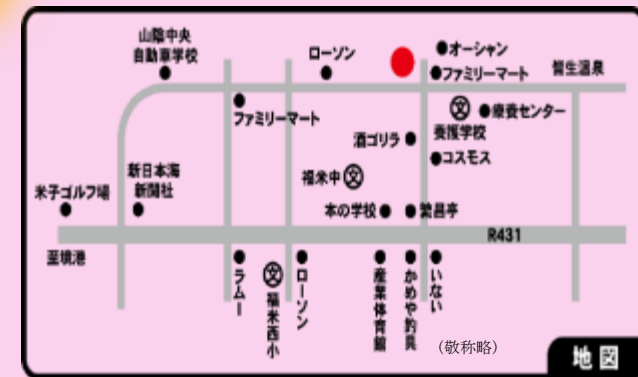 山陰中央
自動車学校
ローソン
オーシャン
ファミリーマート
皆生温泉
ファミリーマート
療養センター
養護学校
酒ゴリラ
コスモス
福米中
文
文
新日本海
新聞社
米子ゴルフ場
本の学校
繁昌亭
R431
至境港
ラムー
文
福米西小
ローソン
産業体育館
かめや釣具
いない
(敬称略)
地図